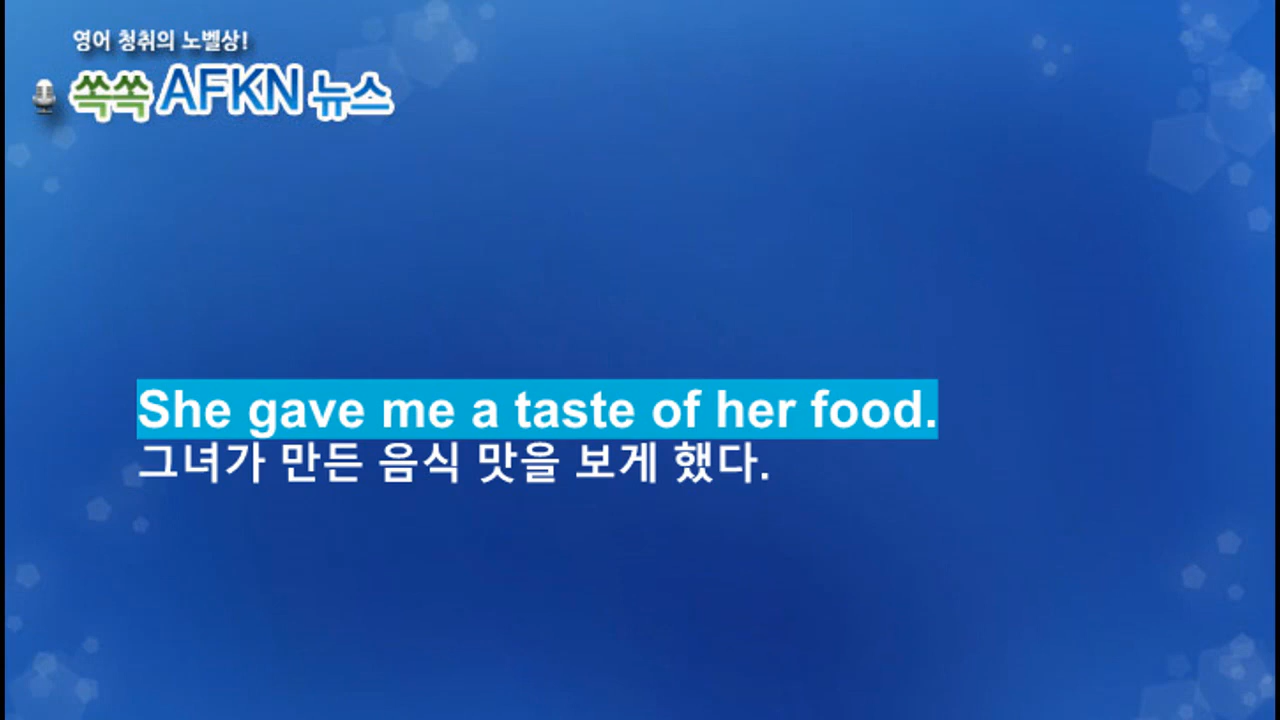 영어 청취의 노벨상!
쏙쏙 AFKN 뉴스
She gave me a taste of her food.
그녀가 만든 음식 맛을 보게 했다.